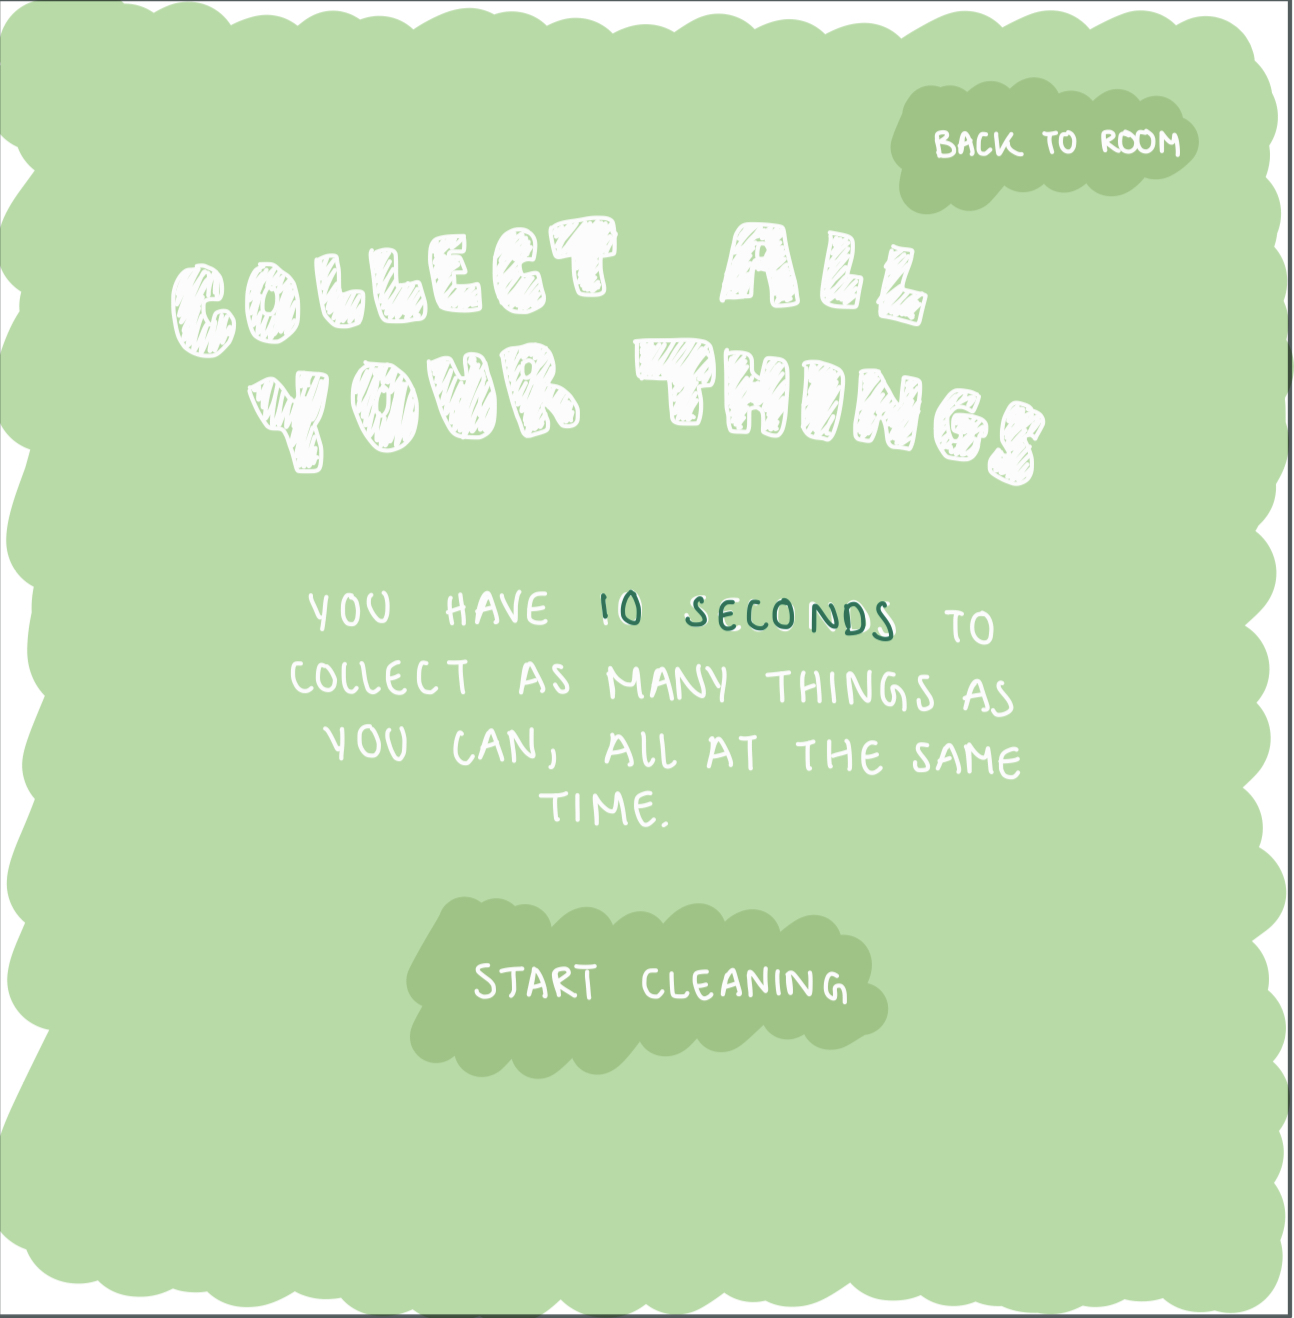 BACK TO ROOM
COLLECT ALL
YOUR THINGS
YOU HAVE 10 SECONDS TO
COLLECT AS MANY THINGS AS
YOU CAN, ALL AT THE SAME
TIME.
START CLEANING